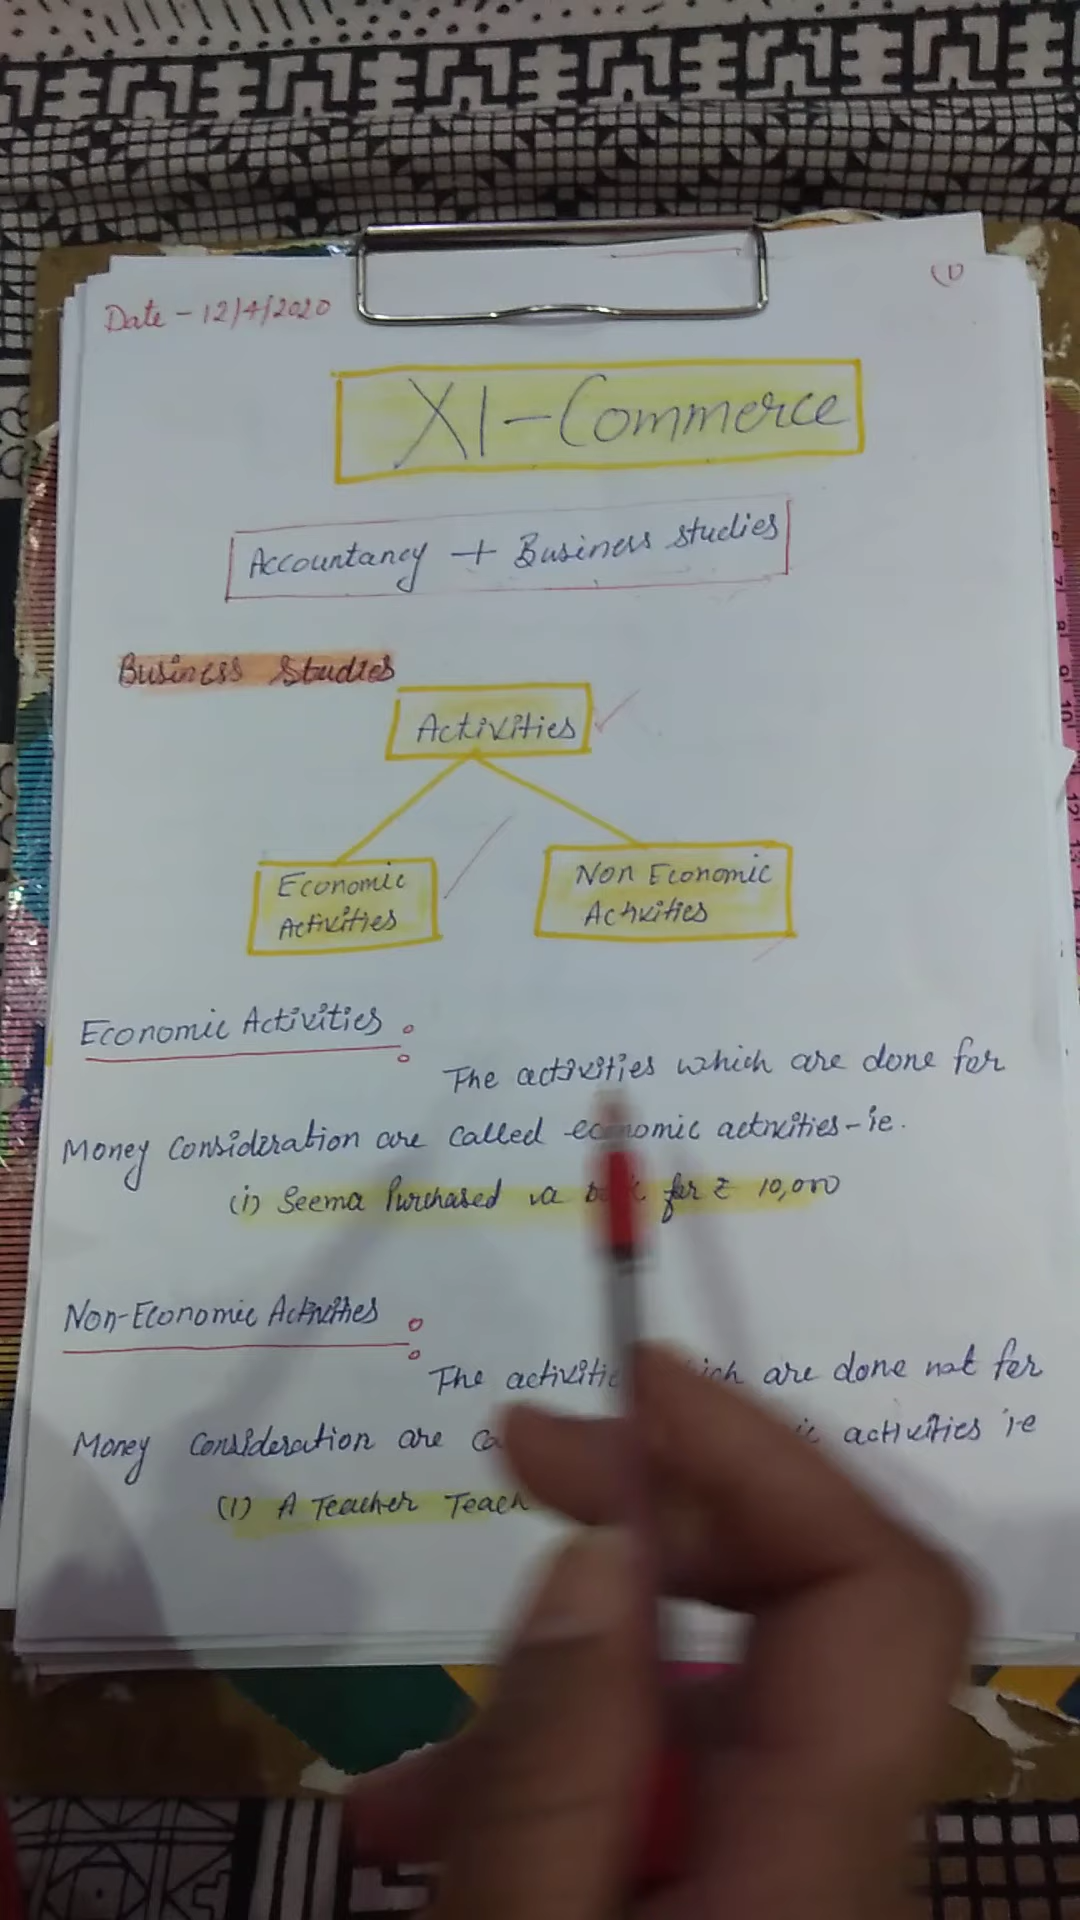 (1)
Date - 12/4/2020
XI-Commerce
Accountancy + Business Studies
Business Studies
Activities
Economic Activities
Non Economic Activities
Economic Activities :
The activities which are done for
Money Consideration are called economic activities - ie.
(i) Seema Purchased a for ₹ 10,000
Non-Economic Activities :
The which are done not for
Money Consideration are activities i-e
(1) A Teacher Teach